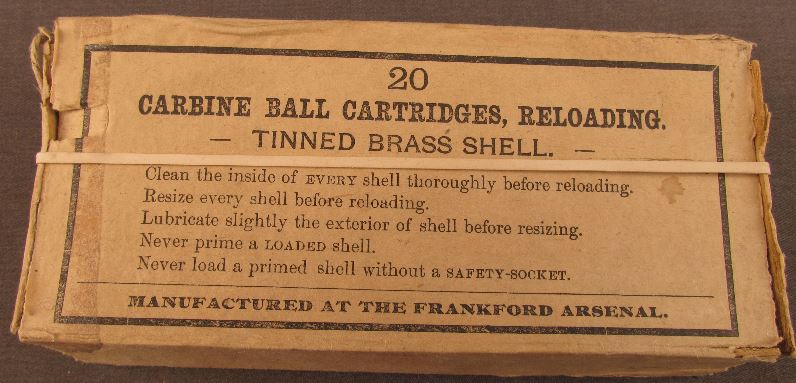 20
CARBINE BALL CARTRIDGES, RELOADING.
— TINNED BRASS SHELL. —
Clean the inside of EVERY shell thoroughly before reloading.
Resize every shell before reloading.
Lubricate slightly the exterior of shell before resizing.
Never prime a LOADED shell.
Never load a primed shell without a SAFETY-SOCKET.
MANUFACTURED AT THE FRANKFORD ARSENAL.